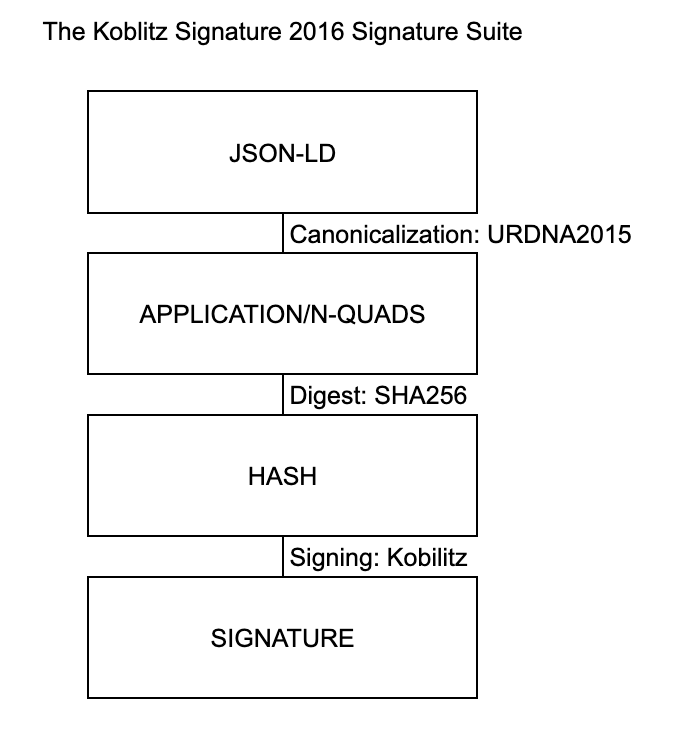 The Koblitz Signature 2016 Signature Suite
JSON-LD
Canonicalization: URDNA2015
APPLICATION/N-QUADS
Digest: SHA256
HASH
Signing: Kobilitz
SIGNATURE